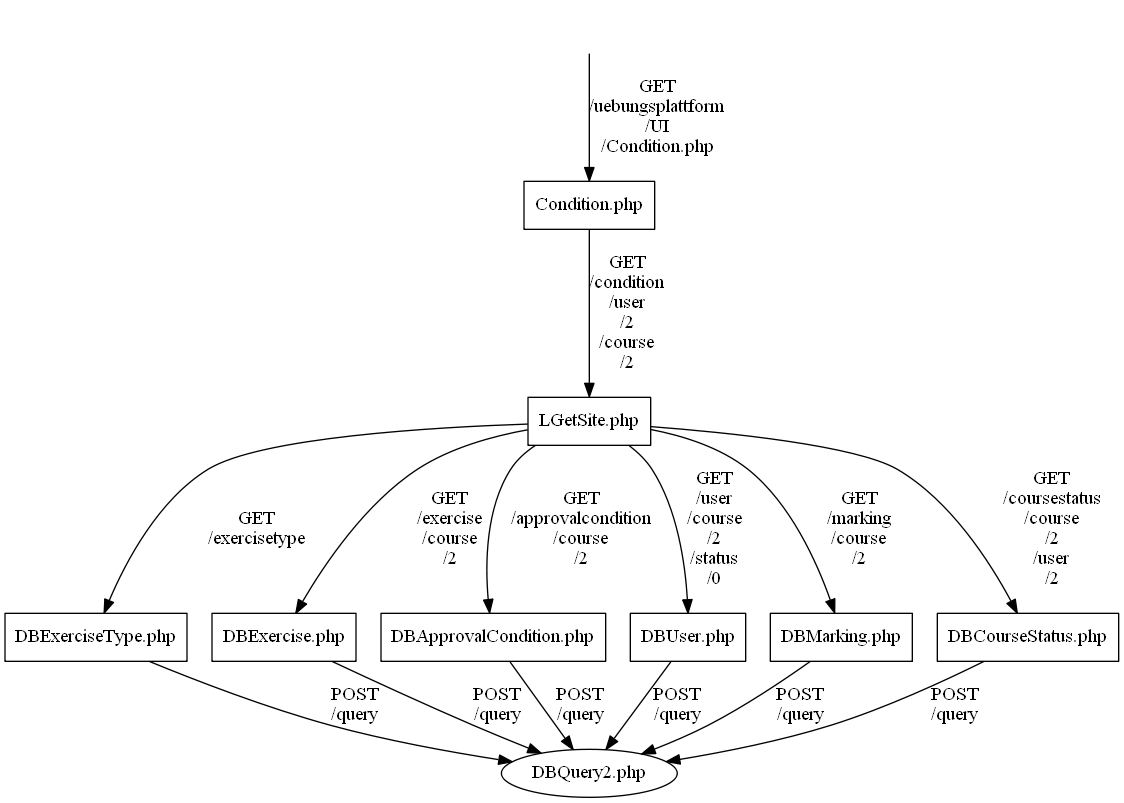 GET
/uebungsplattform
/UI
/Condition.php
Condition.php
GET
/condition
/user
/2
/course
/2
LGetSite.php
GET
/exercisetype
GET
/exercise
/course
/2
GET
/approvalcondition
/course
/2
GET
/user
/course
/2
/status
/0
GET
/marking
/course
/2
GET
/coursestatus
/course
/2
/user
/2
DBExerciseType.php
DBExercise.php
DBApprovalCondition.php
DBUser.php
DBMarking.php
DBCourseStatus.php
POST
/query
POST
/query
POST
/query
POST
/query
POST
/query
POST
/query
DBQuery2.php